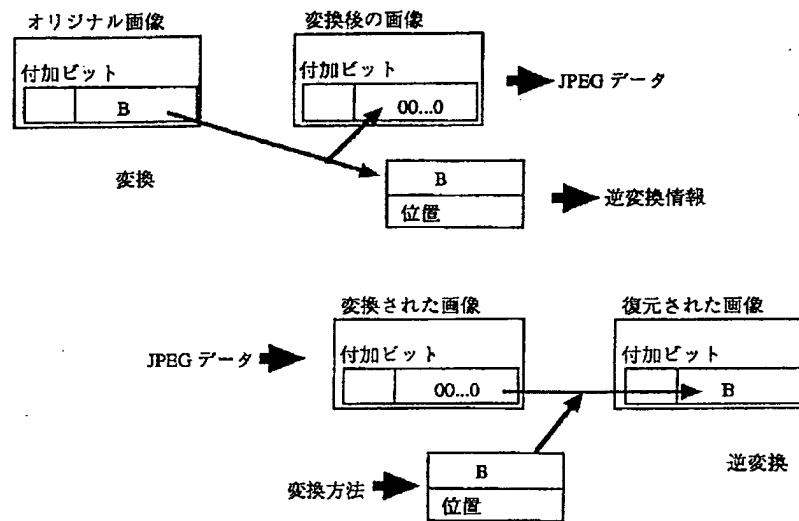 オリジナル画像
変換後の画像
付加ビット
付加ビット
B
00...0
JPEG データ
変換
B
位置
逆変換情報
変換された画像
復元された画像
JPEG データ
付加ビット
付加ビット
00...0
B
変換方法
B
位置
逆変換